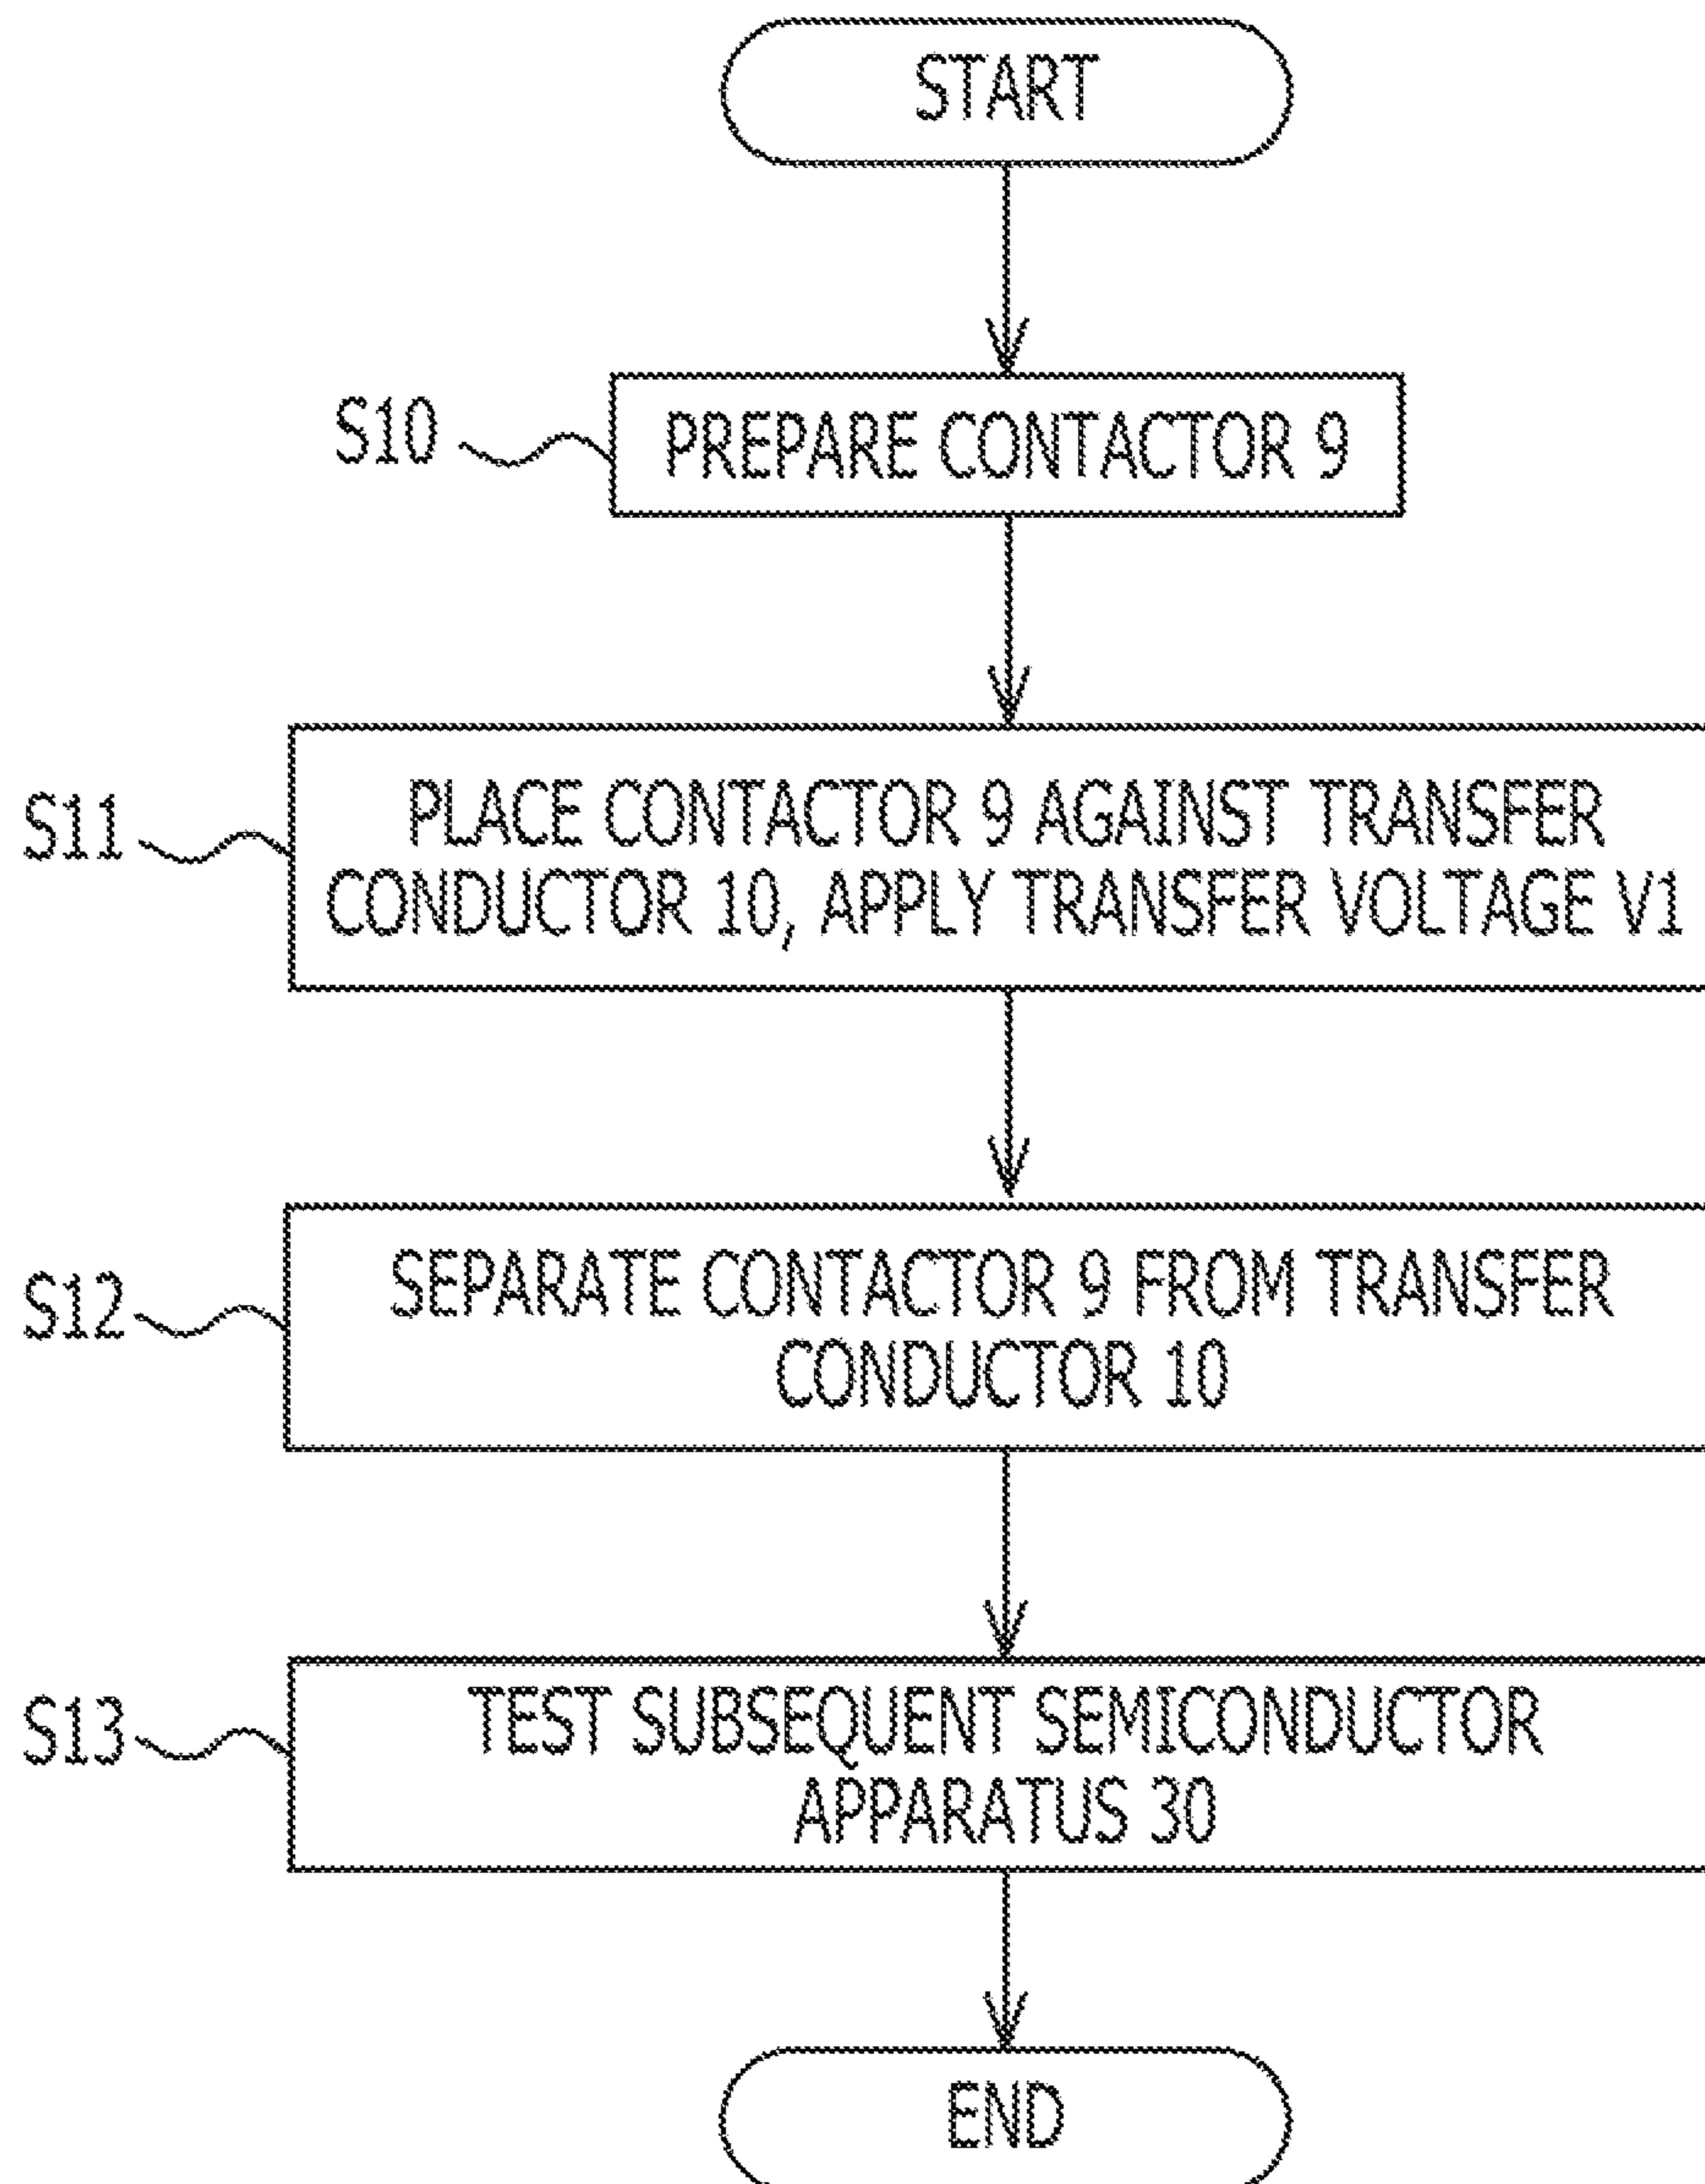 START
S10
PREPARE CONTACTOR 9
S11
PLACE CONTACTOR 9 AGAINST TRANSFER
CONDUCTOR 10, APPLY TRANSFER VOLTAGE V1
S12
SEPARATE CONTACTOR 9 FROM TRANSFER
CONDUCTOR 10
S13
TEST SUBSEQUENT SEMICONDUCTOR
APPARATUS 30
END